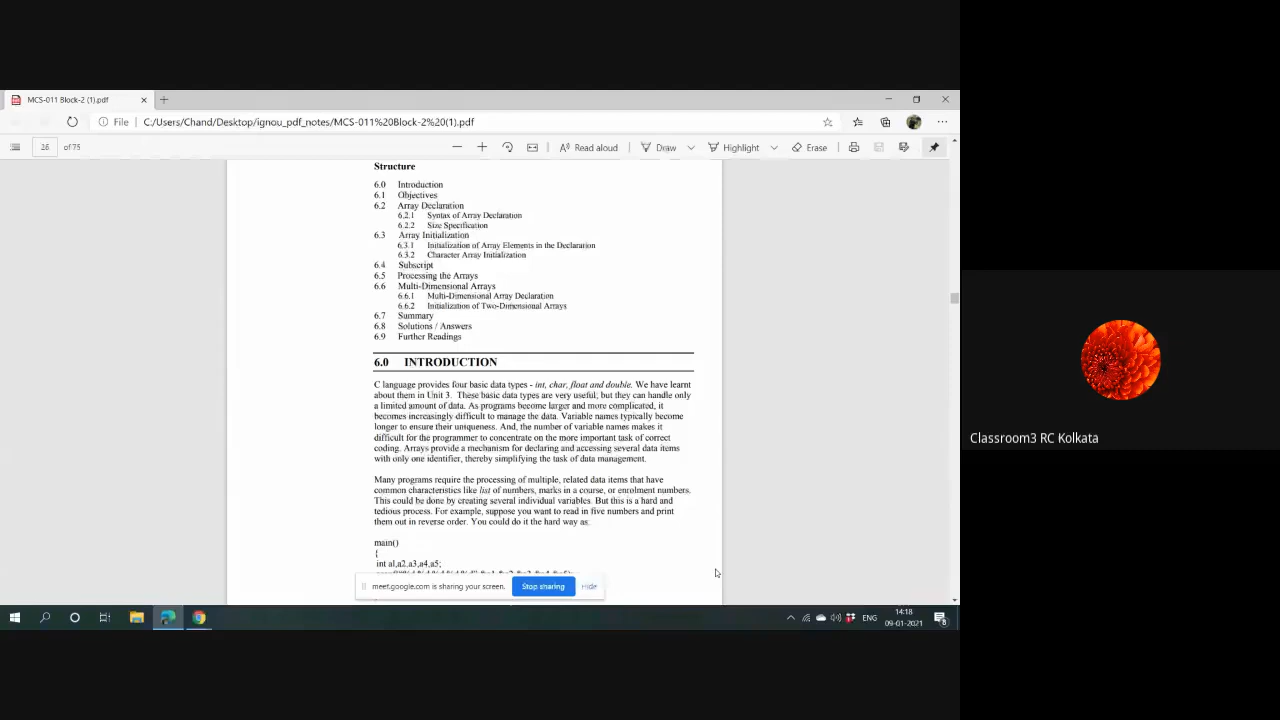 MCS-011 Block-2 (1).pdf
File
C:/Users/Chand/Desktop/ignou_pdf_notes/MCS-011%20Block-2%20(1).pdf
26 of 75
Read aloud
Draw
Highlight
Erase
Structure
6.0 Introduction
6.1 Objectives
6.2 Array Declaration
6.2.1 Syntax of Array Declaration
6.2.2 Size Specification
6.3 Array Initialization
6.3.1 Initialization of Array Elements in the Declaration
6.3.2 Character Array Initialization
6.4 Subscript
6.5 Processing the Arrays
6.6 Multi-Dimensional Arrays
6.6.1 Multi-Dimensional Array Declaration
6.6.2 Initialization of Two-Dimensional Arrays
6.7 Summary
6.8 Solutions / Answers
6.9 Further Readings
6.0 INTRODUCTION
C language provides four basic data types - int, char, float and double. We have learnt
about them in Unit 3. These basic data types are very useful; but they can handle only
a limited amount of data. As programs become larger and more complicated, it
becomes increasingly difficult to manage the data. Variable names typically become
longer to ensure their uniqueness. And, the number of variable names makes it
difficult for the programmer to concentrate on the more important task of correct
coding. Arrays provide a mechanism for declaring and accessing several data items
with only one identifier, thereby simplifying the task of data management.
Many programs require the processing of multiple, related data items that have
common characteristics like list of numbers, marks in a course, or enrolment numbers.
This could be done by creating several individual variables. But this is a hard and
tedious process. For example, suppose you want to read in five numbers and print
them out in reverse order. You could do it the hard way as:
main()
{
int al,a2,a3,a4,a5;
meet.google.com is sharing your screen.
Stop sharing
Hide
ENG
14:18
09-01-2021
Classroom3 RC Kolkata